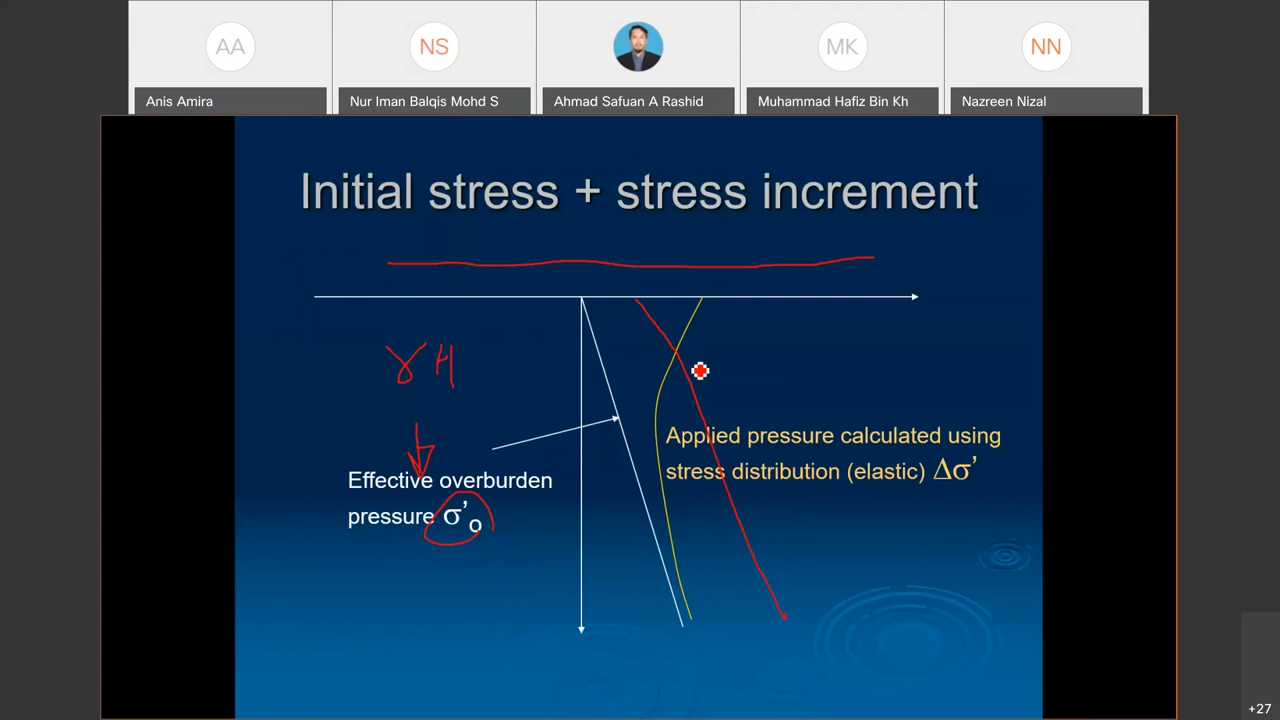 AA
NS
MK
NN
Anis Amira
Nur Iman Balqis Mohd S
Ahmad Safuan A Rashid
Muhammad Hafiz Bin Kh
Nazreen Nizal
Initial stress + stress increment
γH
Effective overburden
pressure σ'o
Applied pressure calculated using
stress distribution (elastic) Δσ'
+27